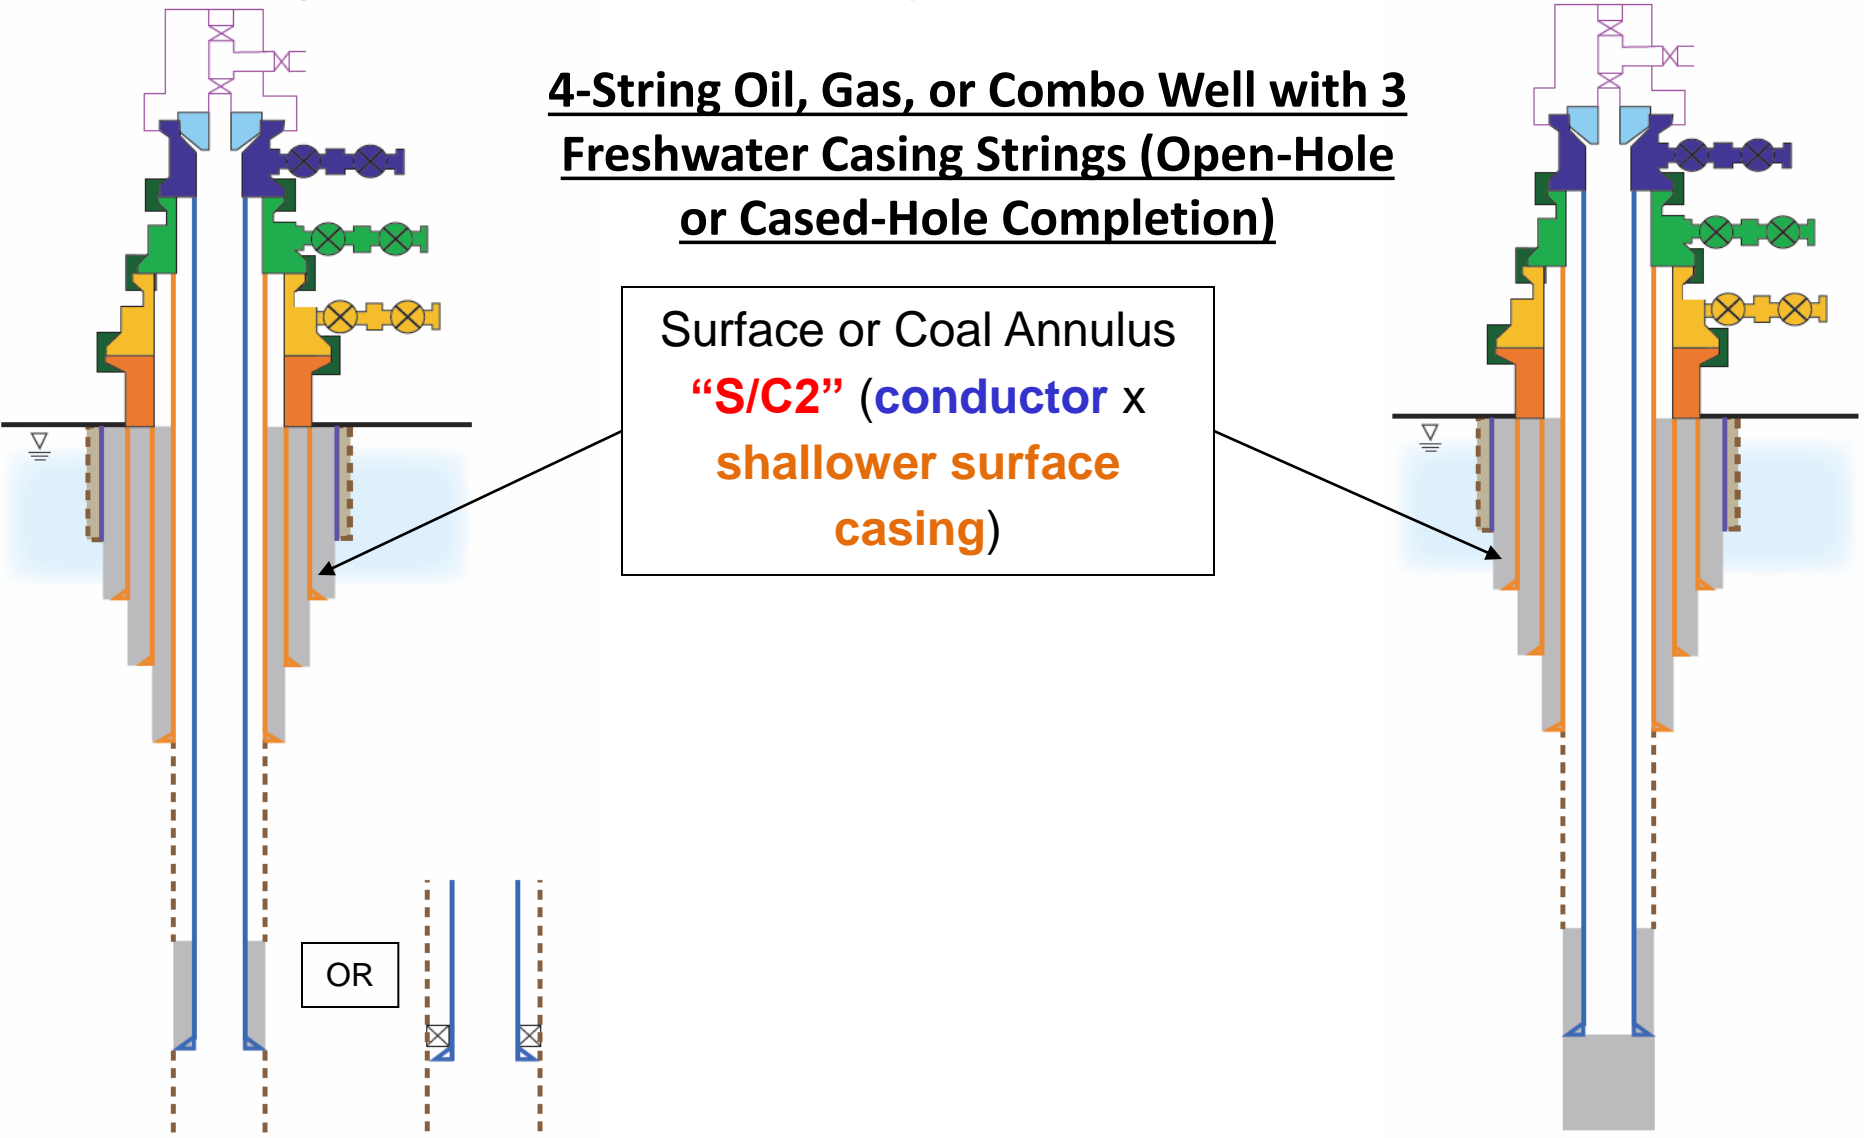 4-String Oil, Gas, or Combo Well with 3
Freshwater Casing Strings (Open-Hole
or Cased-Hole Completion)
Surface or Coal Annulus
“S/C2” (conductor x
shallower surface
casing)
OR